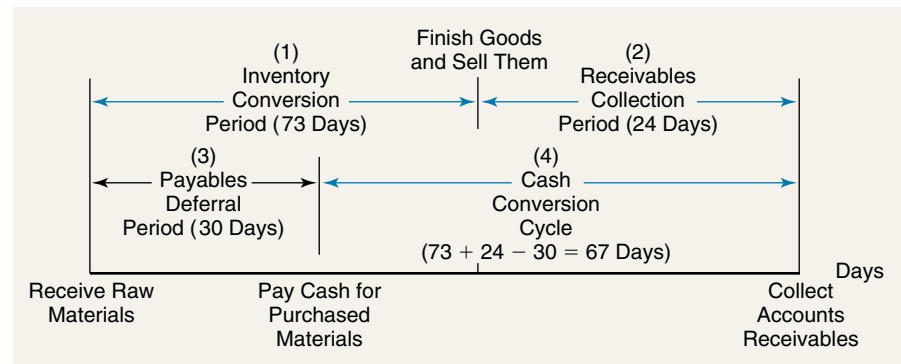 (1)
Inventory
Conversion
Period (73 Days)
Finish Goods
and Sell Them
(2)
Receivables
Collection
Period (24 Days)
(3)
Payables
Deferral
Period (30 Days)
(4)
Cash
Conversion
Cycle
(73 + 24 − 30 = 67 Days)
Days
Receive Raw
Materials
Pay Cash for
Purchased
Materials
Collect
Accounts
Receivables